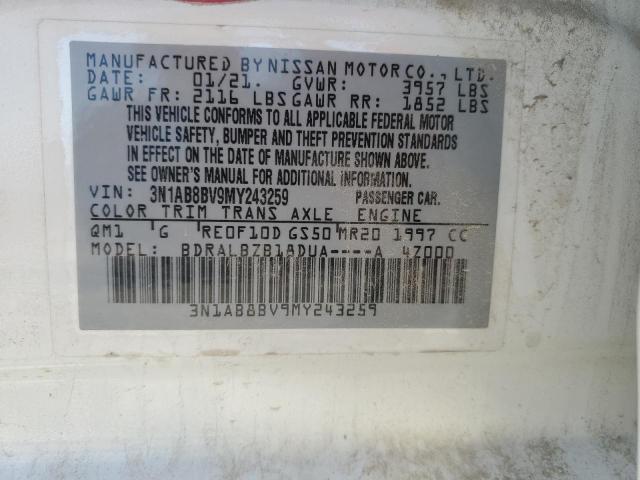 MANUFACTURED BY NISSAN MOTOR CO., LTD.
DATE: 01/21. GVWR: 3957 LBS
GAWR FR: 2116 LBS GAWR RR: 1852 LBS
THIS VEHICLE CONFORMS TO ALL APPLICABLE FEDERAL MOTOR
VEHICLE SAFETY, BUMPER AND THEFT PREVENTION STANDARDS
IN EFFECT ON THE DATE OF MANUFACTURE SHOWN ABOVE.
SEE OWNER'S MANUAL FOR ADDITIONAL INFORMATION.
VIN: 3N1AB8BV9MY243259 PASSENGER CAR.
COLOR TRIM TRANS AXLE ENGINE
QM1 G RE0F10D GS50 MR20 1997 CC
MODEL: BDRALBZB18DUA----A 4Z000
3N1AB8BV9MY243259